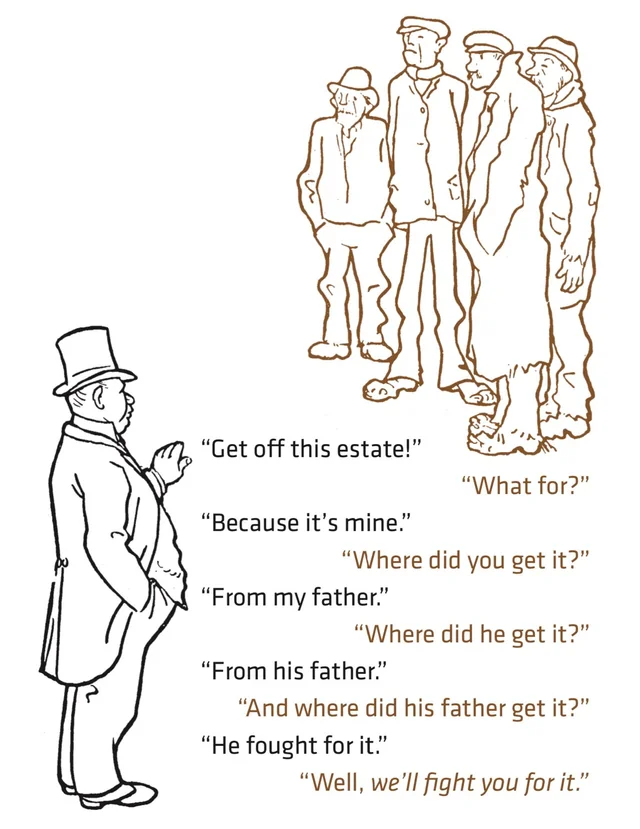 “Get off this estate!”
“What for?”
“Because it’s mine.”
“Where did you get it?”
“From my father.”
“Where did he get it?”
“From his father.”
“And where did his father get it?”
“He fought for it.”
“Well, we’ll fight you for it.”